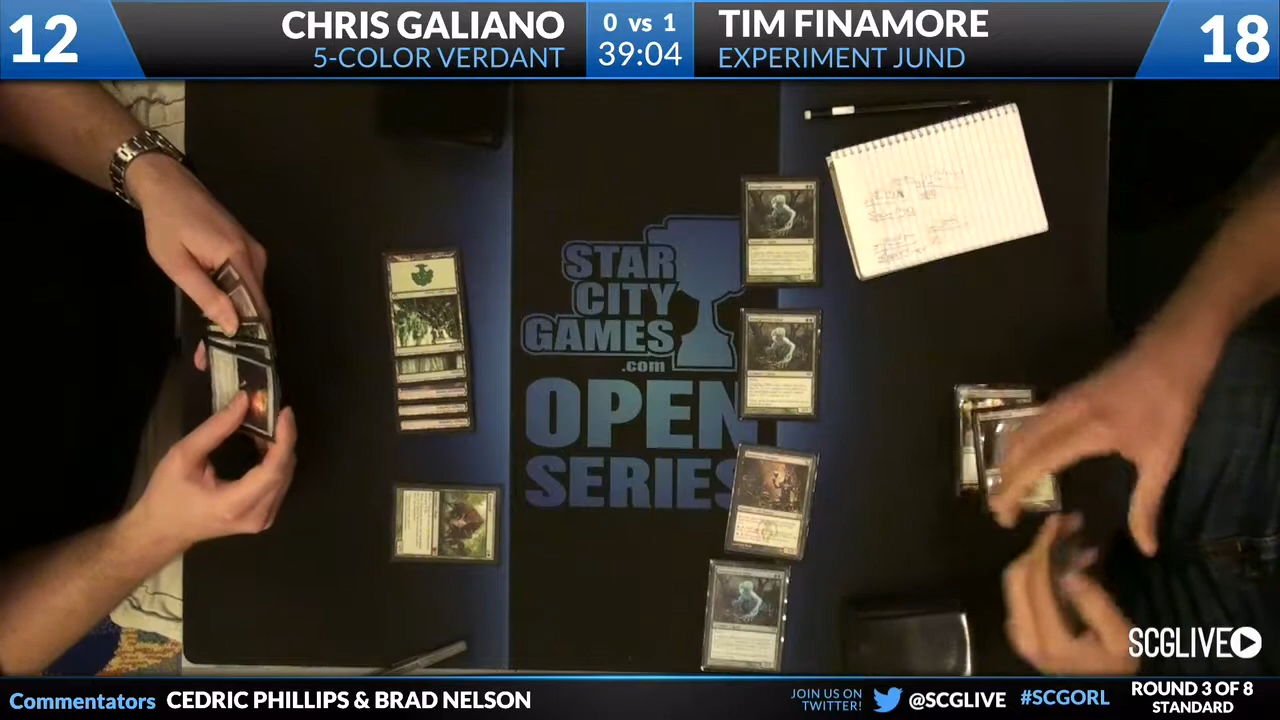 12
CHRIS GALIANO
5-COLOR VERDANT
0 vs 1
39:04
TIM FINAMORE
EXPERIMENT JUND
18
STAR
CITY
GAMES
.com
OPEN
SERIES
SCGLIVE
Commentators CEDRIC PHILLIPS & BRAD NELSON
JOIN US ON
TWITTER!
@SCGLIVE #SCGORL
ROUND 3 OF 8
STANDARD